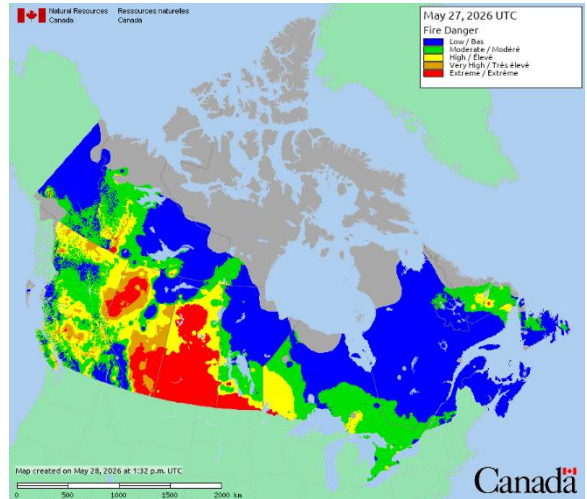 Natural Resources Ressources naturelles
Canada Canada
May 27, 2026 UTC
Fire Danger
Low / Bas
Moderate / Modéré
High / Élevé
Very High / Très élevé
Extreme / Extrême
Map created on May 28, 2026 at 1:32 p.m. UTC
0 500 1000 1500 2000 km
Canada